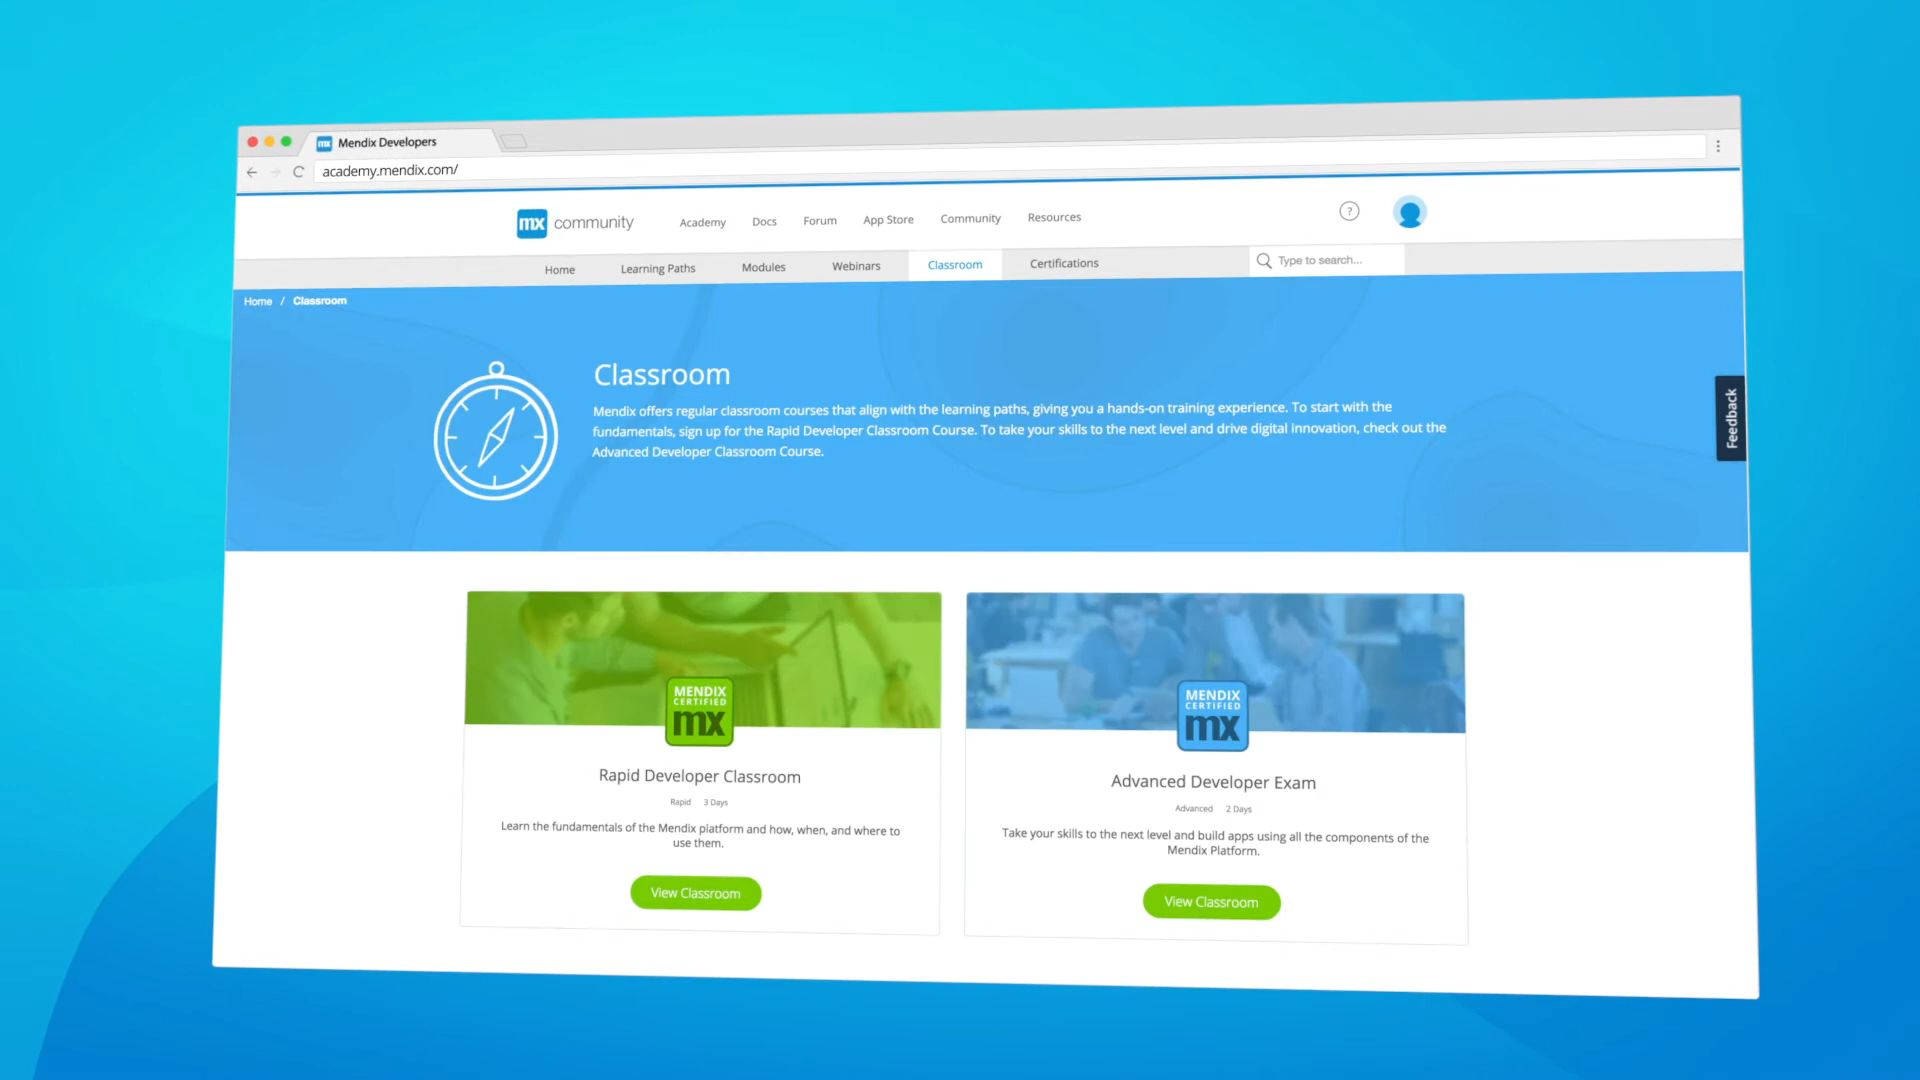 Mendix Developers
academy.mendix.com/
mx community Academy Docs Forum App Store Community Resources ?
Home Learning Paths Modules Webinars Classroom Certifications Type to search...
Home / Classroom
Classroom
Mendix offers regular classroom courses that align with the learning paths, giving you a hands-on training experience. To start with the
fundamentals, sign up for the Rapid Developer Classroom Course. To take your skills to the next level and drive digital innovation, check out the
Advanced Developer Classroom Course.
Feedback
MENDIX
CERTIFIED
mx
Rapid Developer Classroom
Rapid 3 Days
Learn the fundamentals of the Mendix platform and how, when, and where to
use them.
View Classroom
MENDIX
CERTIFIED
mx
Advanced Developer Exam
Advanced 2 Days
Take your skills to the next level and build apps using all the components of the
Mendix Platform.
View Classroom